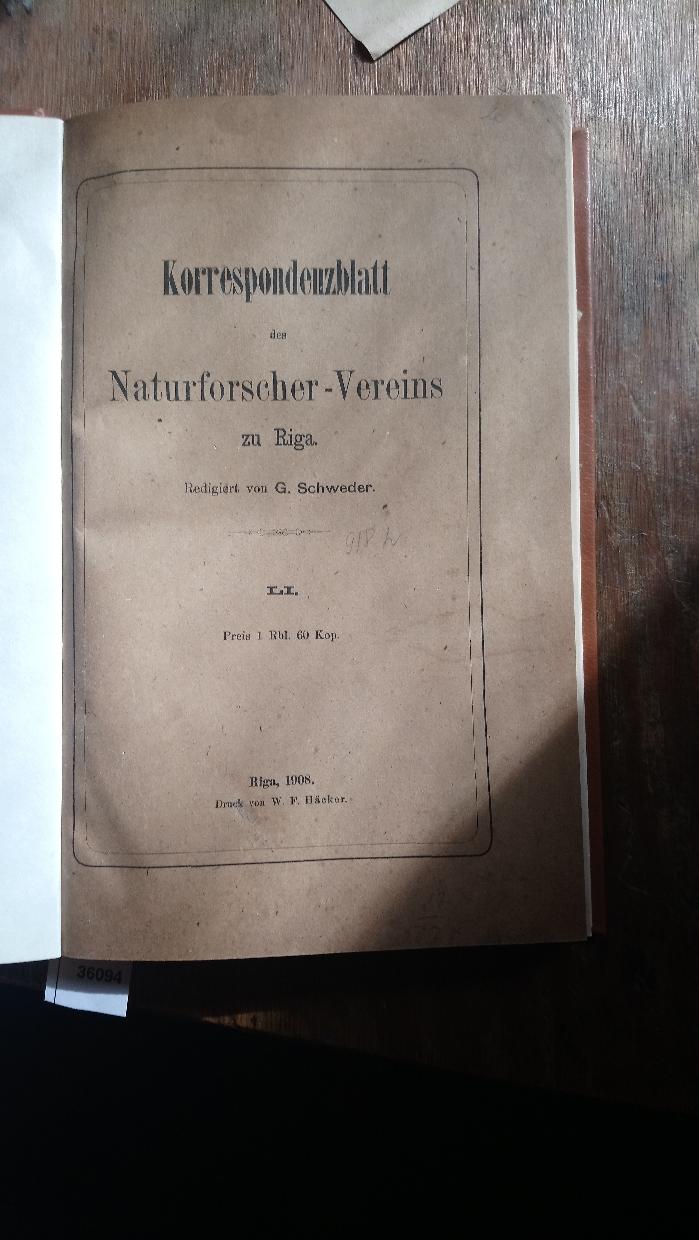 Korrespondenzblatt
des
Naturforscher-Vereins
zu Riga.
Redigiert von G. Schweder.
LI.
Preis 1 Rbl. 60 Kop.
Riga, 1908.
Druck von W. F. Häcker.
36094